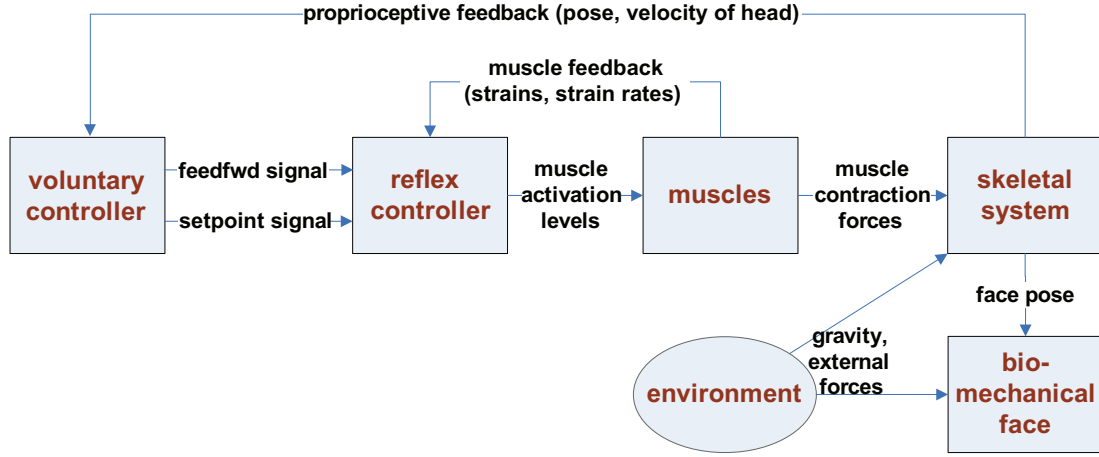 proprioceptive feedback (pose, velocity of head)
muscle feedback
(strains, strain rates)
voluntary
controller
feedfwd signal
setpoint signal
reflex
controller
muscle
activation
levels
muscles
muscle
contraction
forces
skeletal
system
face pose
gravity,
external
forces
environment
bio-
mechanical
face